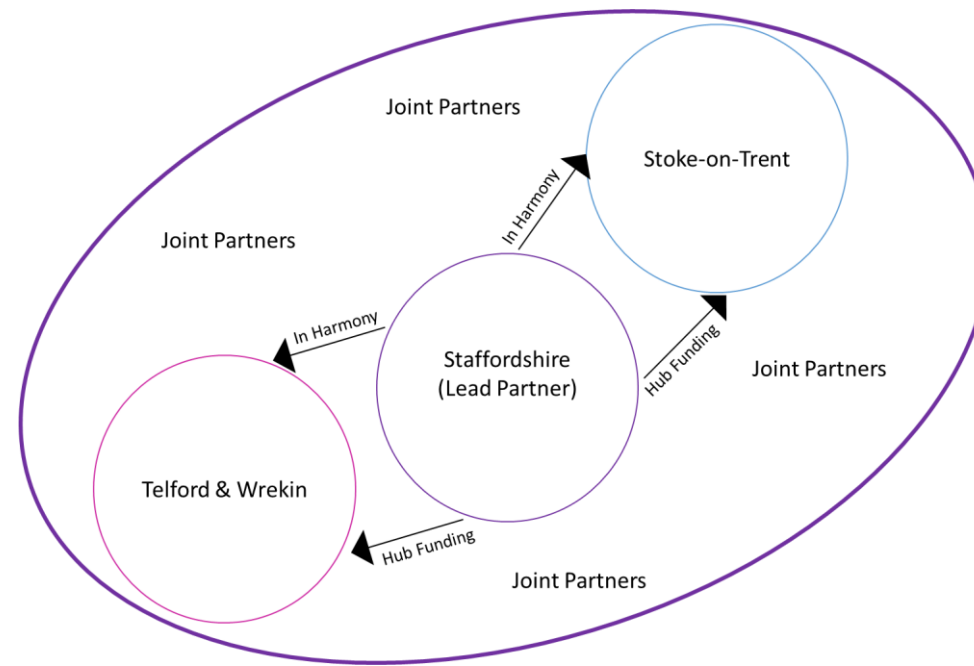 Joint Partners
Stoke-on-Trent
In Harmony
Joint Partners
In Harmony
Staffordshire
(Lead Partner)
Hub Funding
Joint Partners
Telford & Wrekin
Hub Funding
Joint Partners